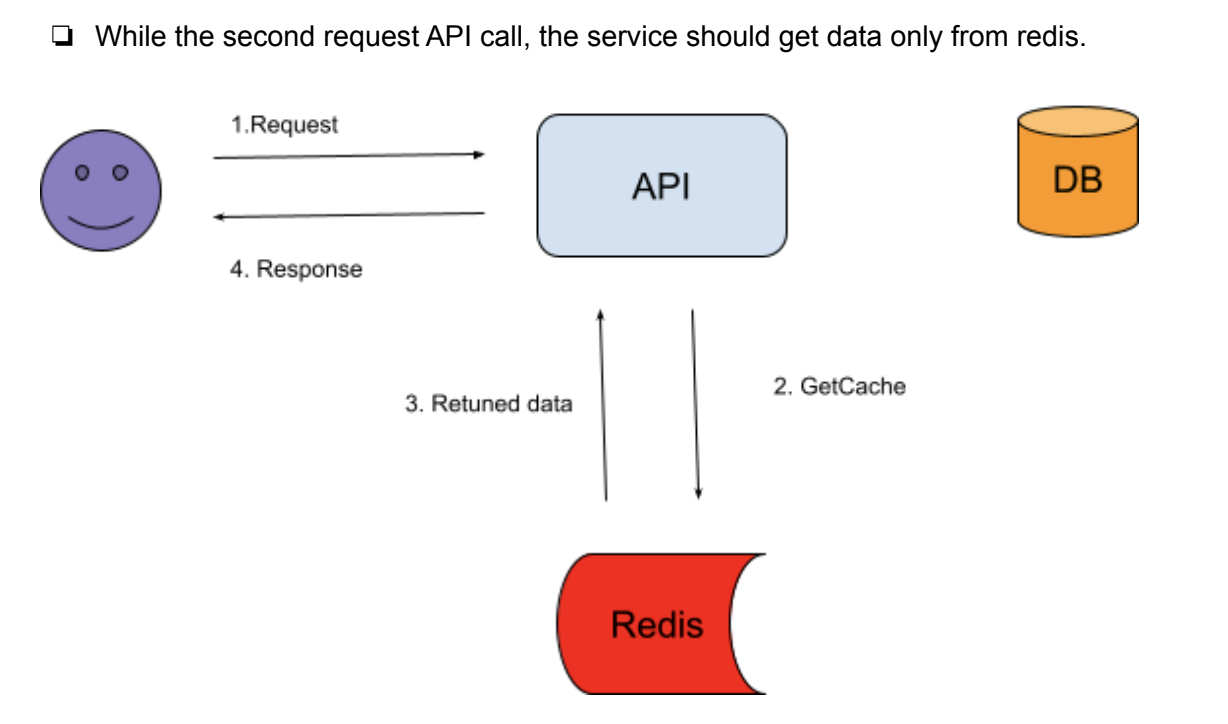 ❏ While the second request API call, the service should get data only from redis.
1.Request
API
DB
4. Response
2. GetCache
3. Retuned data
Redis